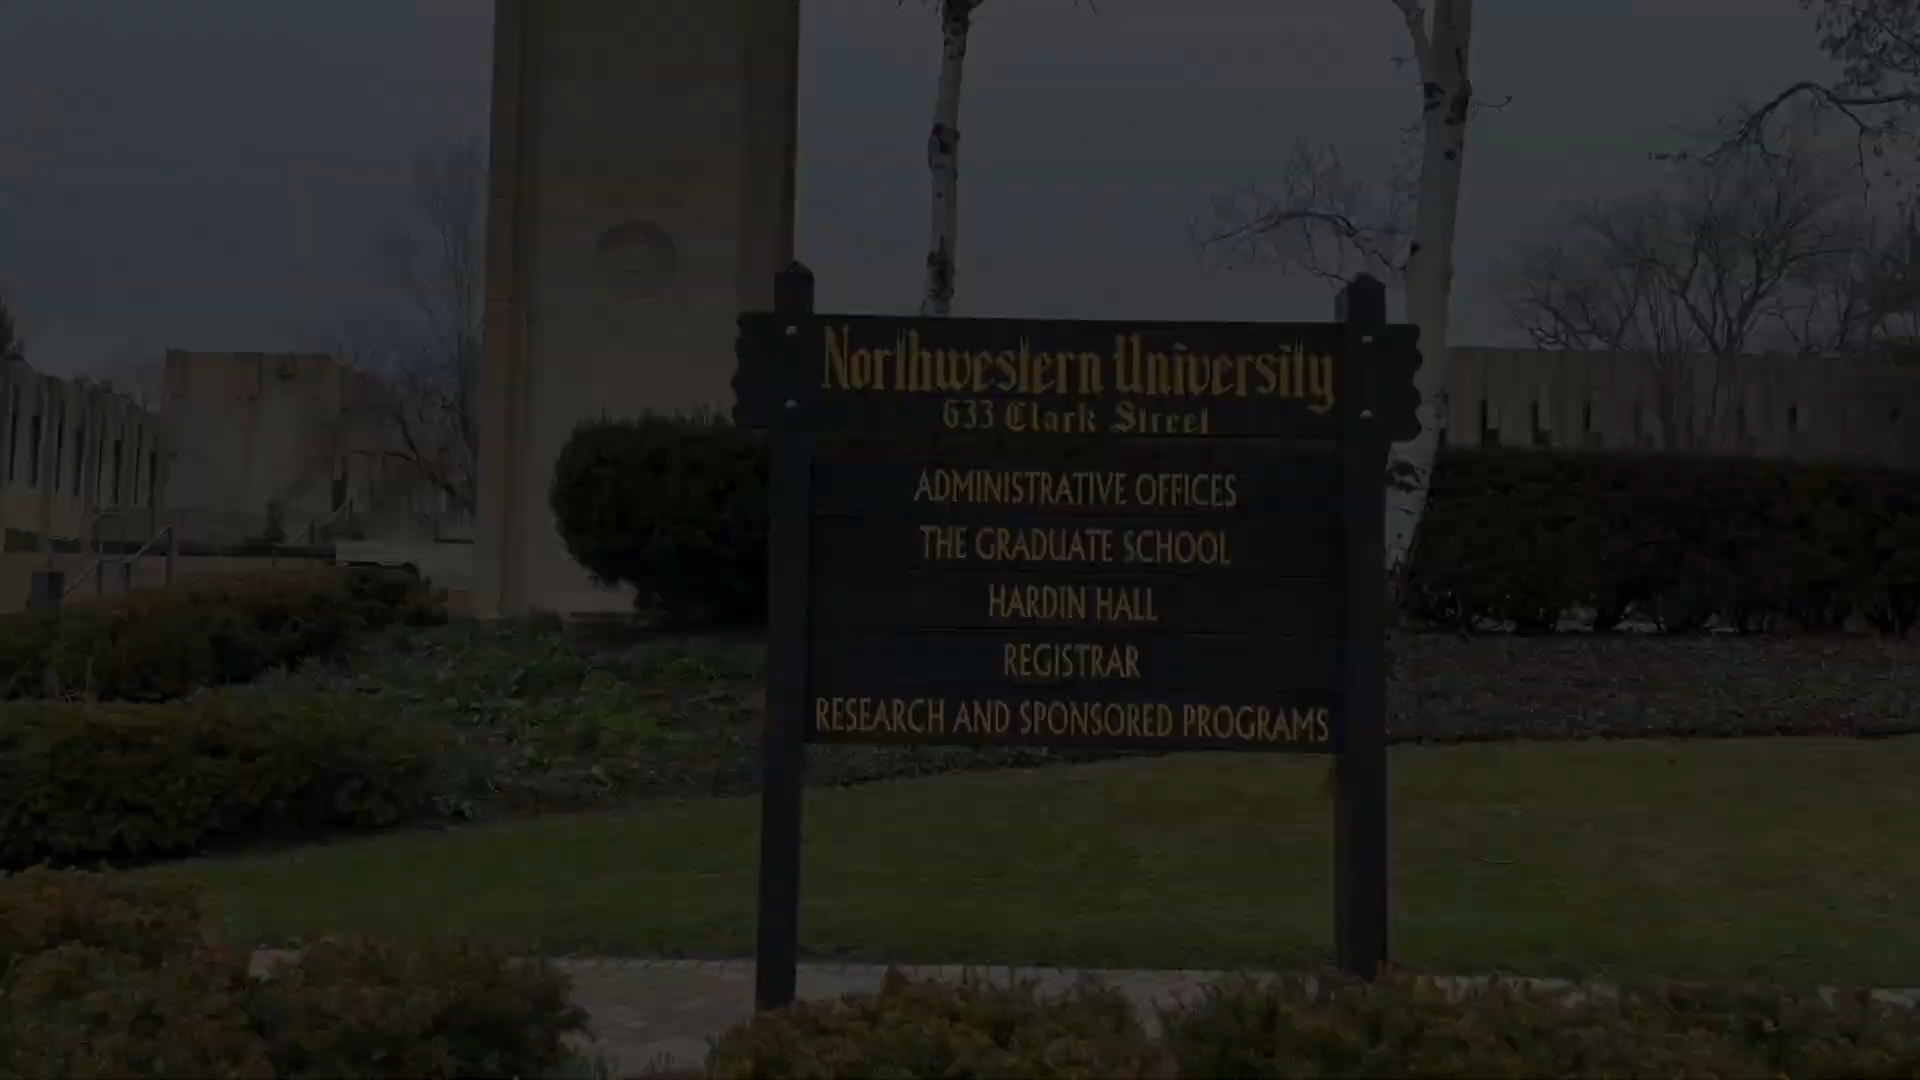 Northwestern University
633 Clark Street
ADMINISTRATIVE OFFICES
THE GRADUATE SCHOOL
HARDIN HALL
REGISTRAR
RESEARCH AND SPONSORED PROGRAMS